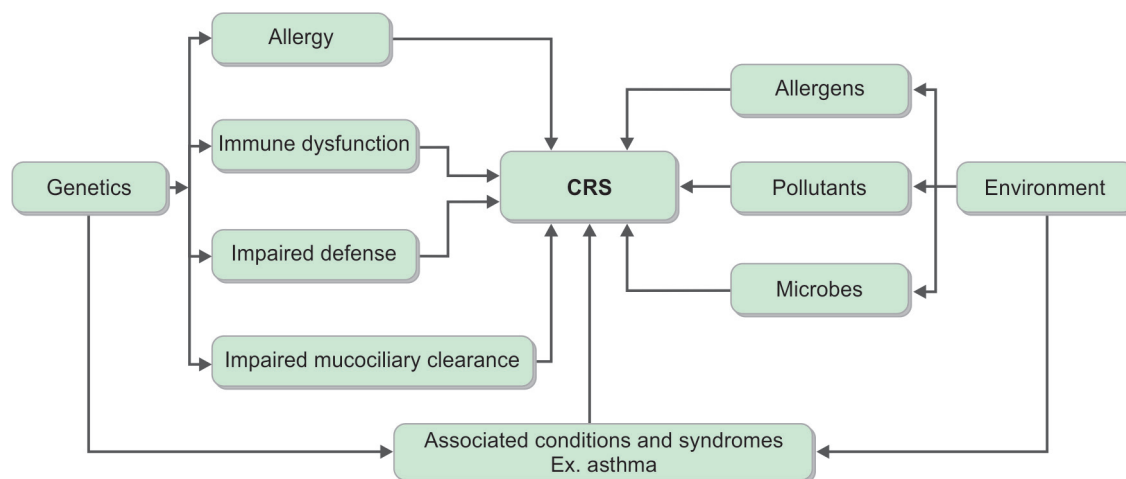 Allergy
Immune dysfunction
Genetics
Impaired defense
Impaired mucociliary clearance
CRS
Allergens
Pollutants
Environment
Microbes
Associated conditions and syndromes
Ex. asthma